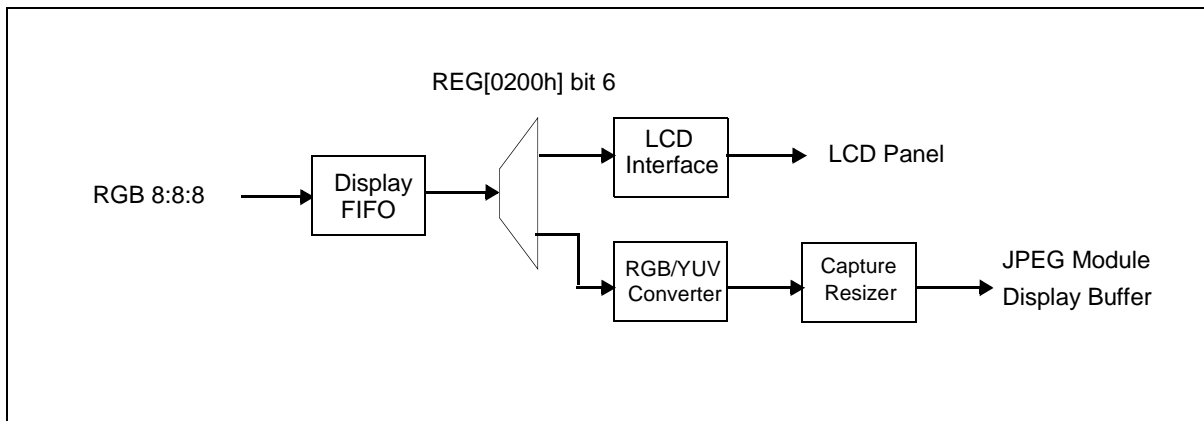 REG[0200h] bit 6
LCD
Interface
LCD Panel
RGB 8:8:8
Display
FIFO
RGB/YUV
Converter
Capture
Resizer
JPEG Module
Display Buffer